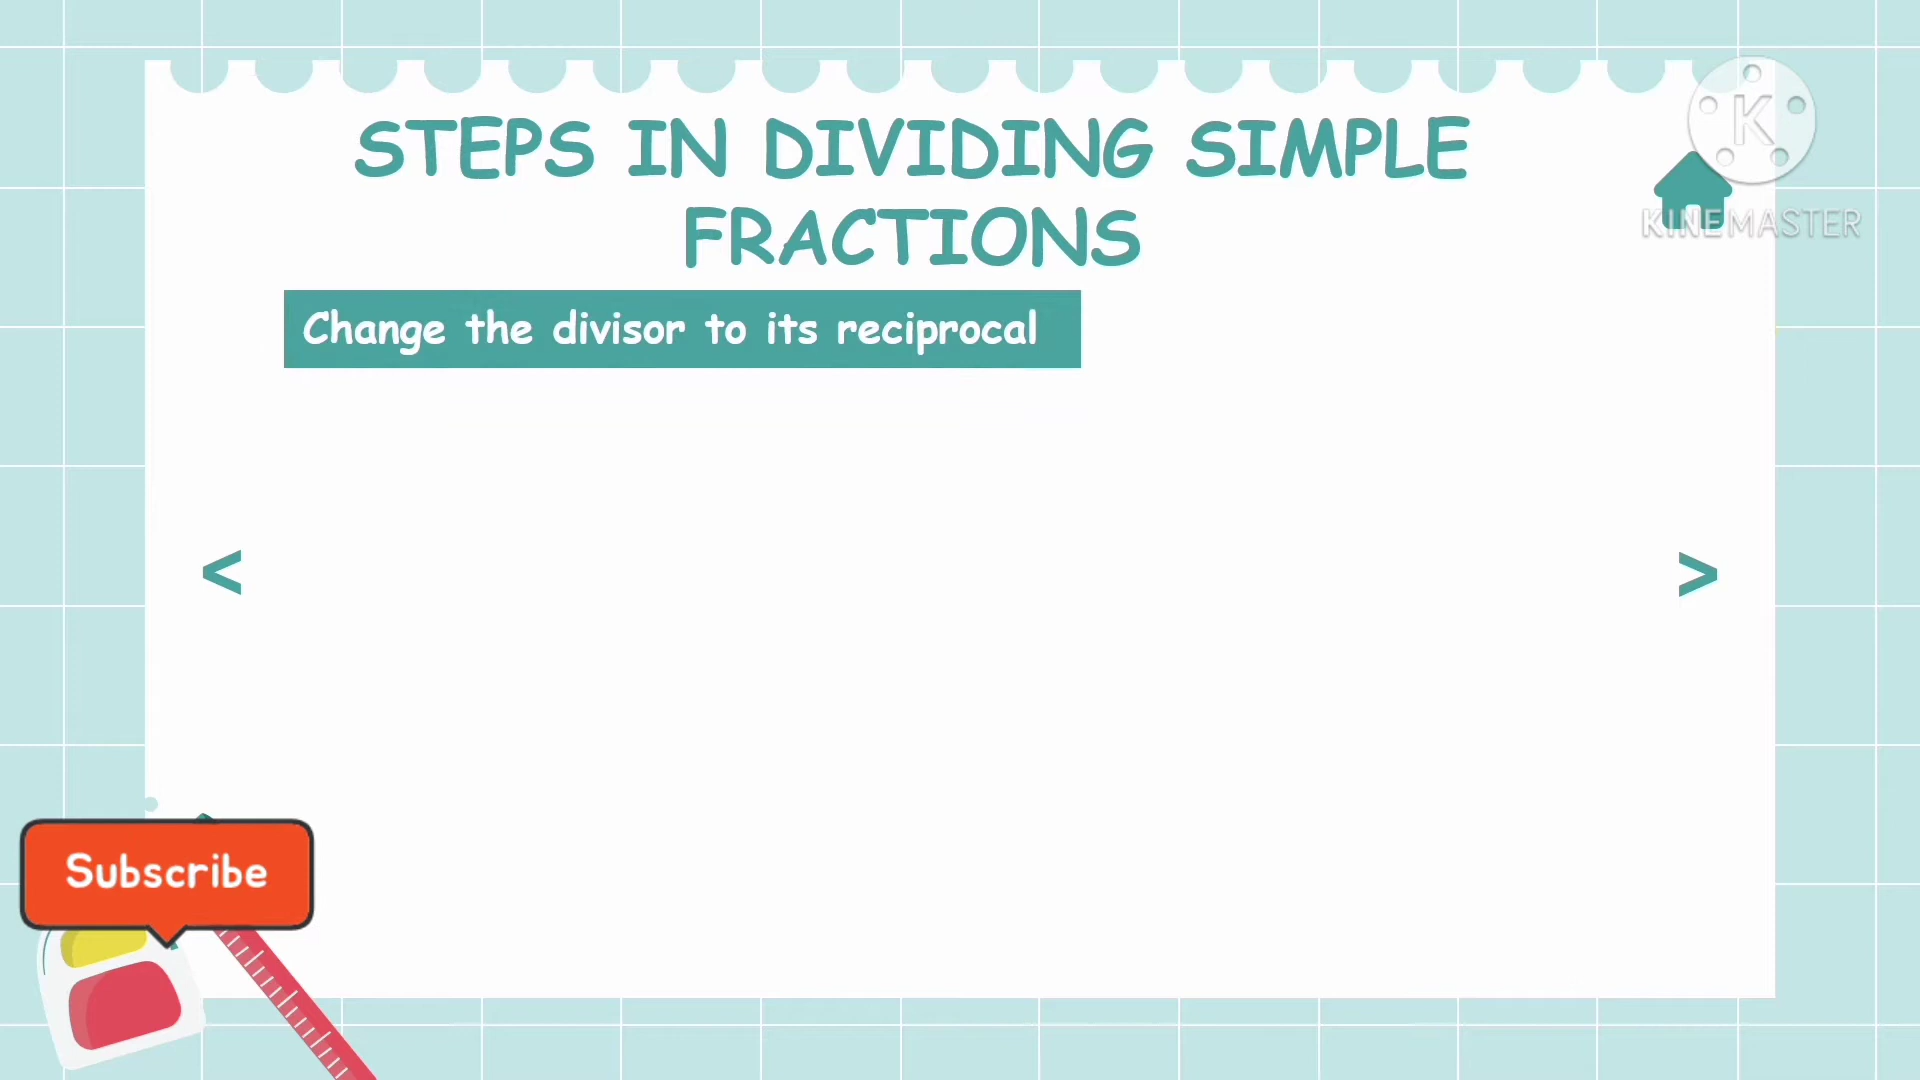 STEPS IN DIVIDING SIMPLE
FRACTIONS
K
KINEMASTER
Change the divisor to its reciprocal
<
>
Subscribe